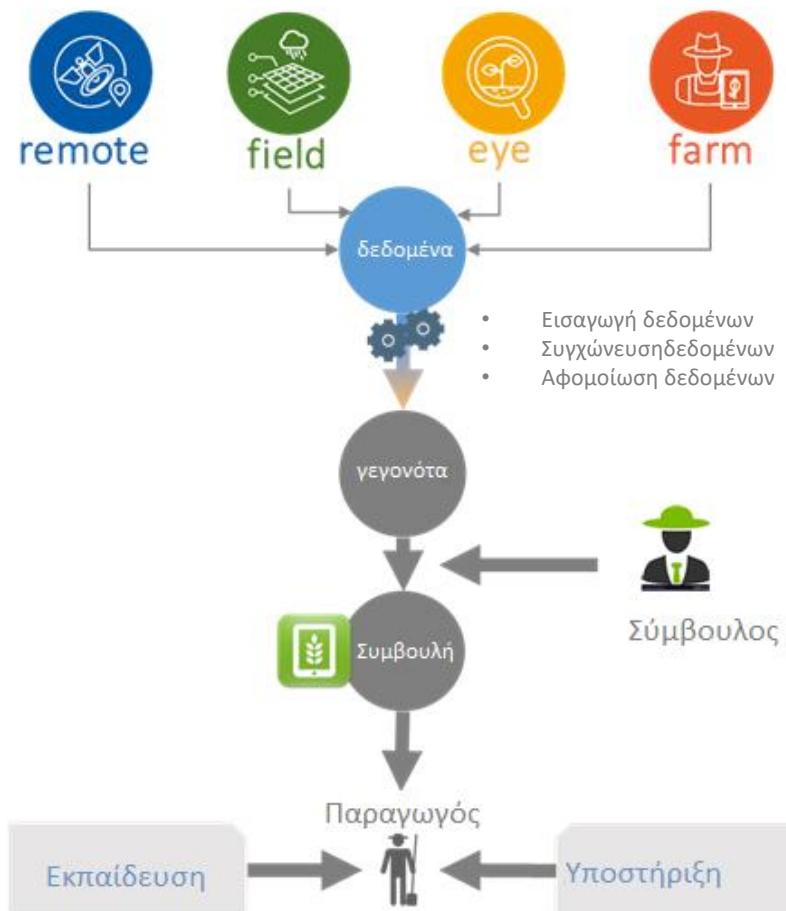 remote
field
eye
farm
δεδομένα
• Εισαγωγή δεδομένων
• Συγχώνευσηδεδομένων
• Αφομοίωση δεδομένων
γεγονότα
Συμβουλή
Σύμβουλος
Παραγωγός
Εκπαίδευση
Υποστήριξη